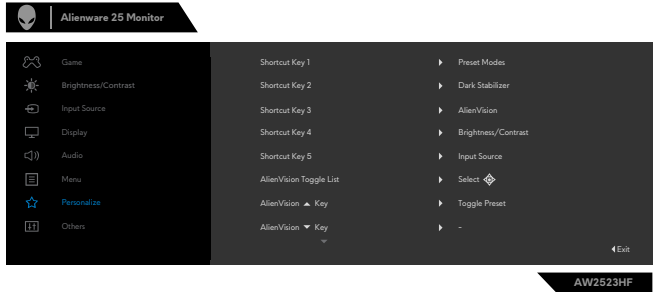 Alienware 25 Monitor
Game
Shortcut Key 1 Preset Modes
Brightness/Contrast Shortcut Key 2 Dark Stabilizer
Input Source Shortcut Key 3 AlienVision
Display Shortcut Key 4 Brightness/Contrast
Audio Shortcut Key 5 Input Source
Menu AlienVision Toggle List Select
Personalize AlienVision ▲ Key Toggle Preset
Others AlienVision ▼ Key -
Exit
AW2523HF